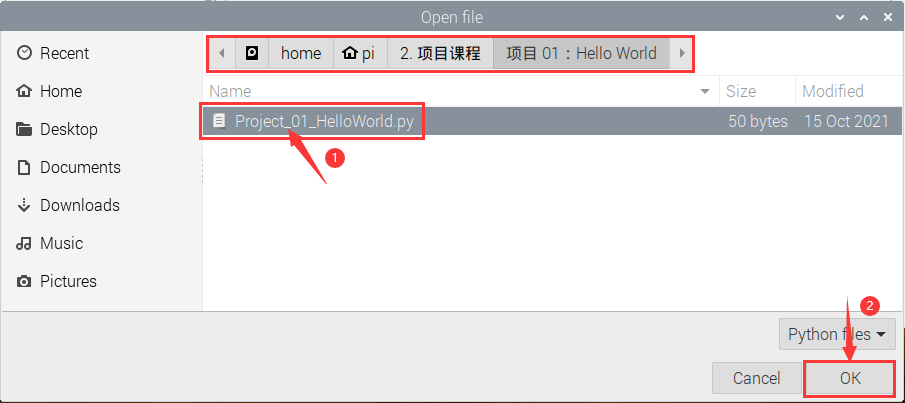 Open file
Recent
Home
Desktop
Documents
Downloads
Music
Pictures
home pi 2. 项目课程 项目 01：Hello World
Name Size Modified
Project_01_HelloWorld.py 50 bytes 15 Oct 2021
1
2
Python files
Cancel OK